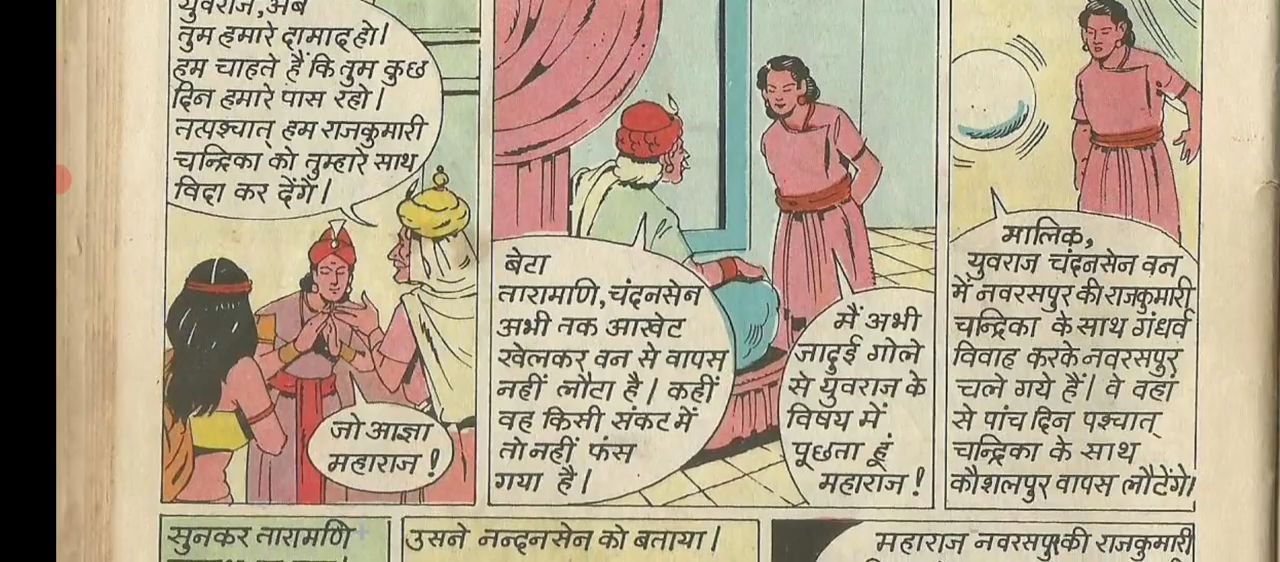 युवराज, अब
तुम हमारे दामाद हो।
हम चाहते हैं कि तुम कुछ
दिन हमारे पास रहो।
तत्पश्चात् हम राजकुमारी
चन्द्रिका को तुम्हारे साथ
विदा कर देंगे।
जो आज्ञा
महाराज!
बेटा
तारामणि, चंदनसेन
अभी तक आखेट
खेलकर वन से वापस
नहीं लौटा है। कहीं
वह किसी संकट में
तो नहीं फंस
गया है।
मैं अभी
जादुई गोले
से युवराज के
विषय में
पूछता हूं
महाराज!
मालिक,
युवराज चंदनसेन वन
में नवरसपुर की राजकुमारी
चन्द्रिका के साथ गंधर्व
विवाह करके नवरसपुर
चले गये हैं। वे वहां
से पांच दिन पश्चात्
चन्द्रिका के साथ
कौशलपुर वापस लौटेंगे।
सुनकर तारामणि
उसने नन्दनसेन को बताया।
महाराज नवरसपुर की राजकुमारी